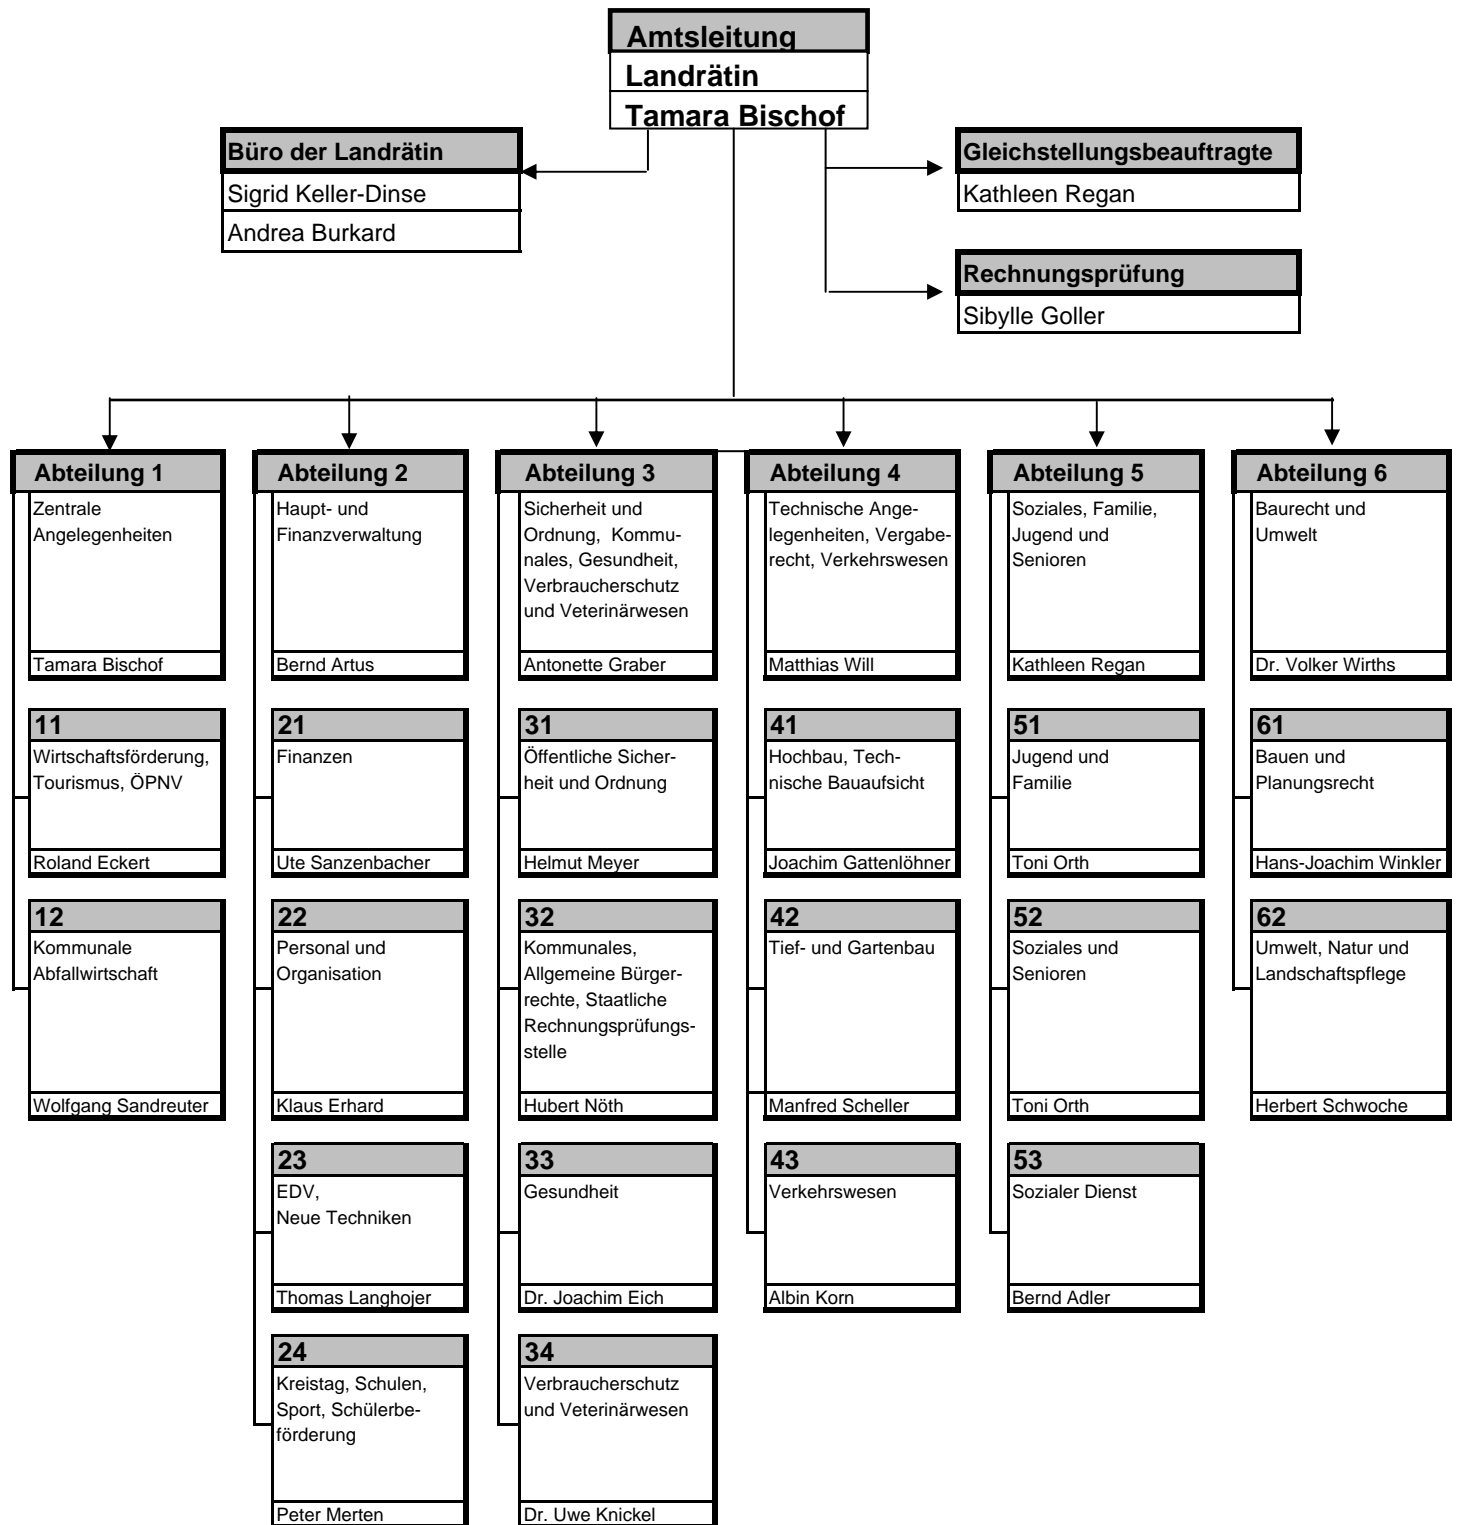 Amtsleitung
Landrätin
Tamara Bischof
Büro der Landrätin
Sigrid Keller-Dinse
Andrea Burkard
Gleichstellungsbeauftragte
Kathleen Regan
Rechnungsprüfung
Sibylle Goller
Abteilung 1
Zentrale
Angelegenheiten
Tamara Bischof
11
Wirtschaftsförderung,
Tourismus, ÖPNV
Roland Eckert
12
Kommunale
Abfallwirtschaft
Wolfgang Sandreuter
Abteilung 2
Haupt- und
Finanzverwaltung
Bernd Artus
21
Finanzen
Ute Sanzenbacher
22
Personal und
Organisation
Klaus Erhard
23
EDV,
Neue Techniken
Thomas Langhojer
24
Kreistag, Schulen,
Sport, Schülerbe-
förderung
Peter Merten
Abteilung 3
Sicherheit und
Ordnung, Kommu-
nales, Gesundheit,
Verbraucherschutz
und Veterinärwesen
Antonette Graber
31
Öffentliche Sicher-
heit und Ordnung
Helmut Meyer
32
Kommunales,
Allgemeine Bürger-
rechte, Staatliche
Rechnungsprüfungs-
stelle
Hubert Nöth
33
Gesundheit
Dr. Joachim Eich
34
Verbraucherschutz
und Veterinärwesen
Dr. Uwe Knickel
Abteilung 4
Technische Ange-
legenheiten, Vergabe-
recht, Verkehrswesen
Matthias Will
41
Hochbau, Tech-
nische Bauaufsicht
Joachim Gattenlöhner
42
Tief- und Gartenbau
Manfred Scheller
43
Verkehrswesen
Albin Korn
Abteilung 5
Soziales, Familie,
Jugend und
Senioren
Kathleen Regan
51
Jugend und
Familie
Toni Orth
52
Soziales und
Senioren
Toni Orth
53
Sozialer Dienst
Bernd Adler
Abteilung 6
Baurecht und
Umwelt
Dr. Volker Wirths
61
Bauen und
Planungsrecht
Hans-Joachim Winkler
62
Umwelt, Natur und
Landschaftspflege
Herbert Schwoche